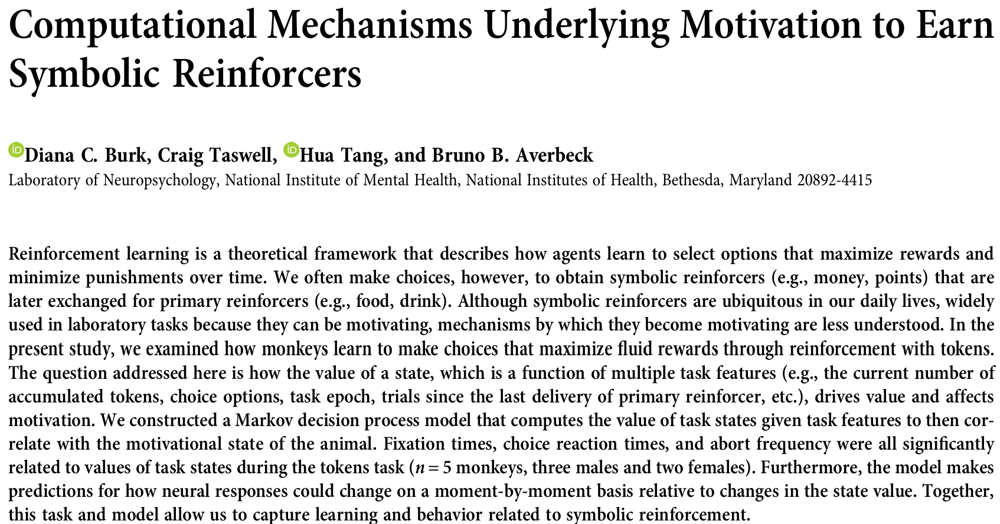 Computational Mechanisms Underlying Motivation to Earn
Symbolic Reinforcers
iD Diana C. Burk, Craig Taswell, iD Hua Tang, and Bruno B. Averbeck
Laboratory of Neuropsychology, National Institute of Mental Health, National Institutes of Health, Bethesda, Maryland 20892-4415
Reinforcement learning is a theoretical framework that describes how agents learn to select options that maximize rewards and
minimize punishments over time. We often make choices, however, to obtain symbolic reinforcers (e.g., money, points) that are
later exchanged for primary reinforcers (e.g., food, drink). Although symbolic reinforcers are ubiquitous in our daily lives, widely
used in laboratory tasks because they can be motivating, mechanisms by which they become motivating are less understood. In the
present study, we examined how monkeys learn to make choices that maximize fluid rewards through reinforcement with tokens.
The question addressed here is how the value of a state, which is a function of multiple task features (e.g., the current number of
accumulated tokens, choice options, task epoch, trials since the last delivery of primary reinforcer, etc.), drives value and affects
motivation. We constructed a Markov decision process model that computes the value of task states given task features to then cor-
relate with the motivational state of the animal. Fixation times, choice reaction times, and abort frequency were all significantly
related to values of task states during the tokens task (n = 5 monkeys, three males and two females). Furthermore, the model makes
predictions for how neural responses could change on a moment-by-moment basis relative to changes in the state value. Together,
this task and model allow us to capture learning and behavior related to symbolic reinforcement.